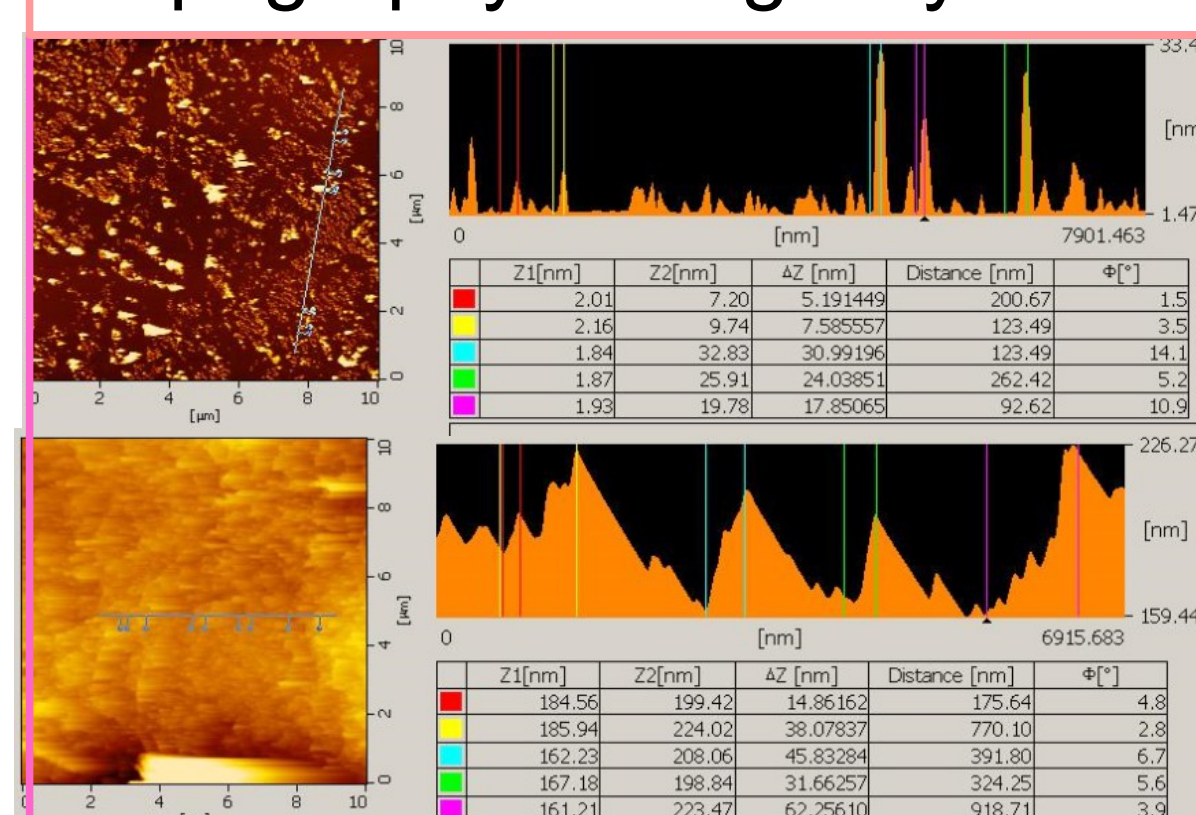 10
8
6
4
2
0
[µm]
2 4 6 8 10
[µm]
33.4
[nm
1.47
0 [nm] 7901.463
Z1[nm] Z2[nm] ΔZ [nm] Distance [nm] Φ[°]
2.01 7.20 5.191449 200.67 1.5
2.16 9.74 7.585557 123.49 3.5
1.84 32.83 30.99196 123.49 14.1
1.87 25.91 24.03851 262.42 5.2
1.93 19.78 17.85065 92.62 10.9
10
8
6
4
2
0
[µm]
2 4 6 8 10
226.27
[nm]
159.44
0 [nm] 6915.683
Z1[nm] Z2[nm] ΔZ [nm] Distance [nm] Φ[°]
184.56 199.42 14.86162 175.64 4.8
185.94 224.02 38.07837 770.10 2.8
162.23 208.06 45.83284 391.80 6.7
167.18 198.84 31.66257 324.25 5.6
161.21 223.47 62.25610 918.71 3.9